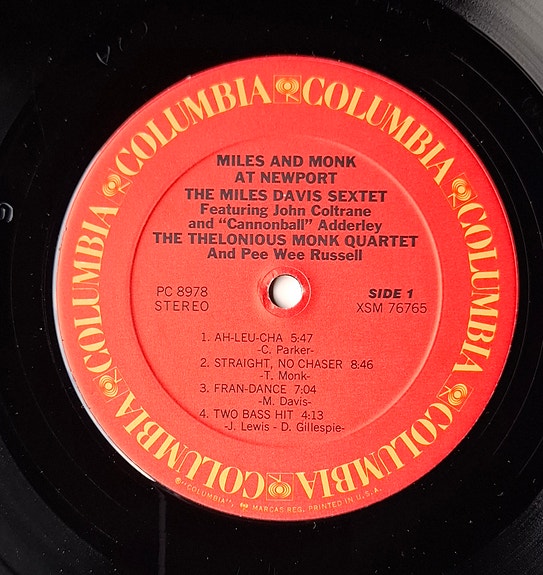 COLUMBIA COLUMBIA COLUMBIA COLUMBIA COLUMBIA COLUMBIA
MILES AND MONK
AT NEWPORT
THE MILES DAVIS SEXTET
Featuring John Coltrane
and “Cannonball” Adderley
THE THELONIOUS MONK QUARTET
And Pee Wee Russell
PC 8978
STEREO
SIDE 1
XSM 76765
1. AH-LEU-CHA 5:47
-C. Parker-
2. STRAIGHT, NO CHASER 8:46
-T. Monk-
3. FRAN-DANCE 7:04
-M. Davis-
4. TWO BASS HIT 4:13
-J. Lewis - D. Gillespie-
®“COLUMBIA”, MARCAS REG. PRINTED IN U.S.A.